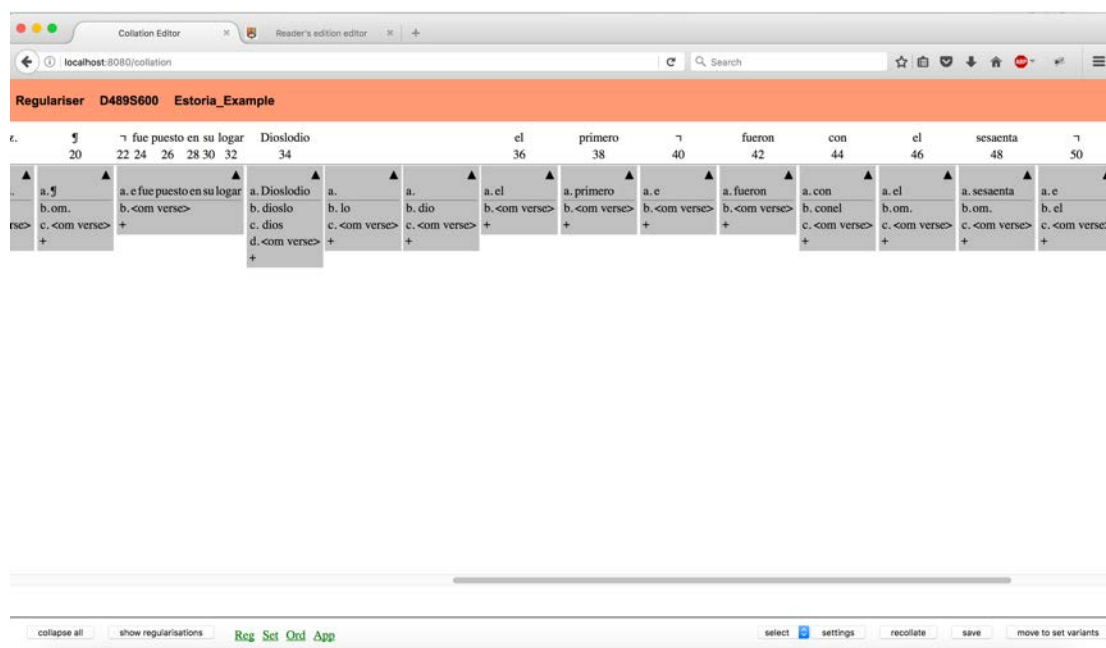 Collation Editor × Reader's edition editor × +
localhost:8080/collation Search ABP
Regulariser D489S600 Estoria_Example
z. ¶ ⁊ fue puesto en su logar Dioslodio el primero ⁊ fueron con el sesaenta ⁊
20 22 24 26 28 30 32 34 36 38 40 42 44 46 48 50
▲ ▲ ▲ ▲ ▲ ▲ ▲ ▲ ▲ ▲ ▲ ▲ ▲
a. ¶ a. e fue puesto en su logar a. Dioslodio a. a. a. el a. primero a. e a. fueron a. con a. el a. sesaenta a. e
b. om. b. <om verse> b. dioslo b. lo b. dio b. <om verse> b. <om verse> b. <om verse> b. <om verse> b. conel b. om. b. om. b. el
rse> c. <om verse> + c. dios c. <om verse> c. <om verse> + + + + c. <om verse> c. <om verse> c. <om verse> c. <om verse
+ d. <om verse> + + + + + +
+
collapse all show regularisations Reg Set Ord App select settings recollate save move to set variants